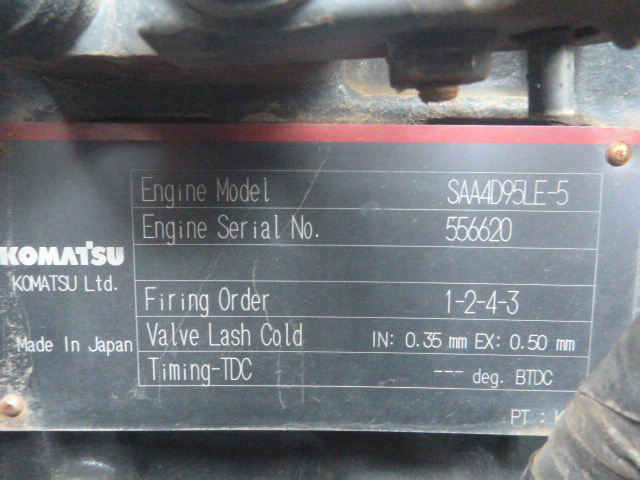 Engine Model SAA4D95LE-5
Engine Serial No. 556620
KOMATSU
KOMATSU Ltd.
Firing Order 1-2-4-3
Made In Japan
Valve Lash Cold IN: 0.35 mm EX: 0.50 mm
Timing-TDC --- deg. BTDC
PT :